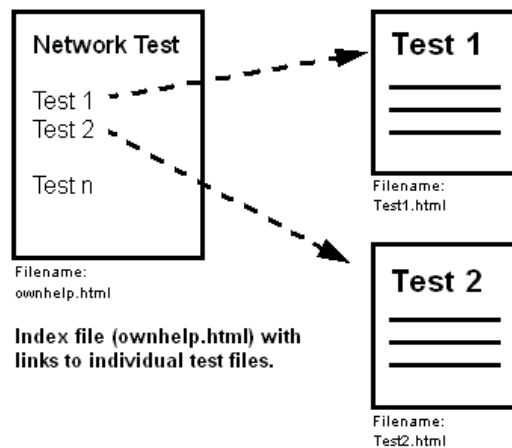 Network Test
Test 1
Test 2
Test n
Filename:
ownhelp.html
Index file (ownhelp.html) with
links to individual test files.
Test 1
Filename:
Test1.html
Test 2
Filename:
Test2.html